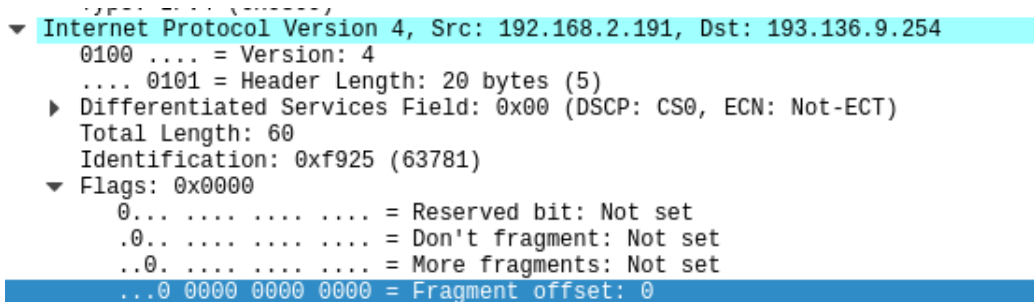 Internet Protocol Version 4, Src: 192.168.2.191, Dst: 193.136.9.254
0100 .... = Version: 4
.... 0101 = Header Length: 20 bytes (5)
Differentiated Services Field: 0x00 (DSCP: CS0, ECN: Not-ECT)
Total Length: 60
Identification: 0xf925 (63781)
Flags: 0x0000
0... .... .... .... = Reserved bit: Not set
.0.. .... .... .... = Don't fragment: Not set
..0. .... .... .... = More fragments: Not set
...0 0000 0000 0000 = Fragment offset: 0